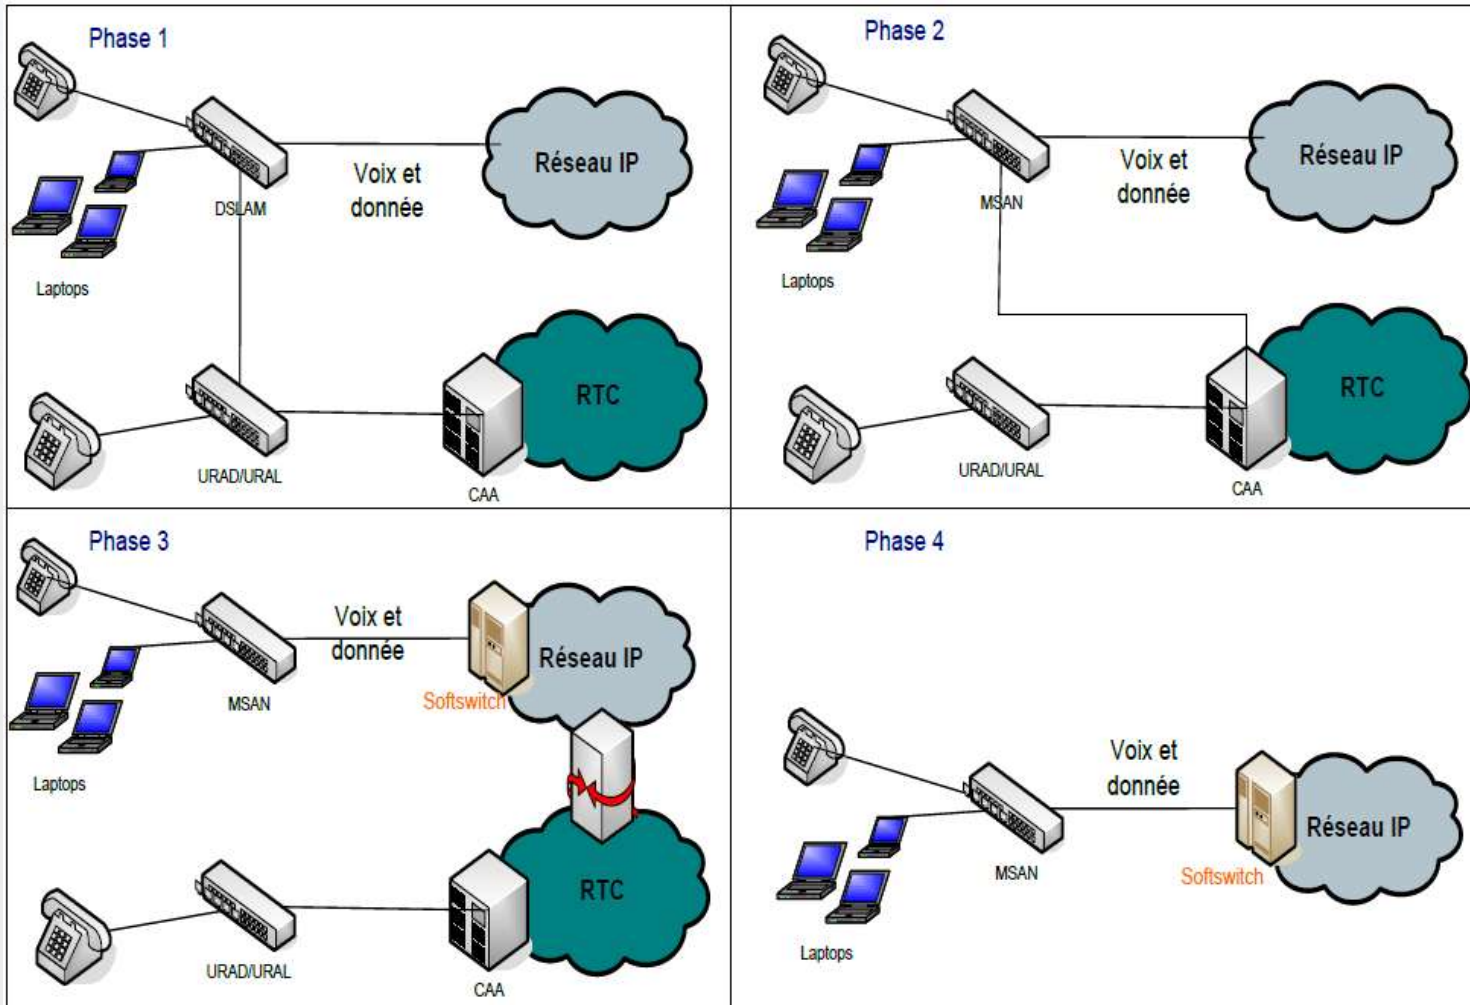 Phase 1
Réseau IP
Voix et
donnée
DSLAM
Laptops
RTC
URAD/URAL
CAA
Phase 2
Réseau IP
Voix et
donnée
MSAN
Laptops
RTC
URAD/URAL
CAA
Phase 3
Voix et
donnée
Réseau IP
MSAN
Softswitch
Laptops
RTC
URAD/URAL
CAA
Phase 4
Voix et
donnée
Réseau IP
MSAN
Softswitch
Laptops